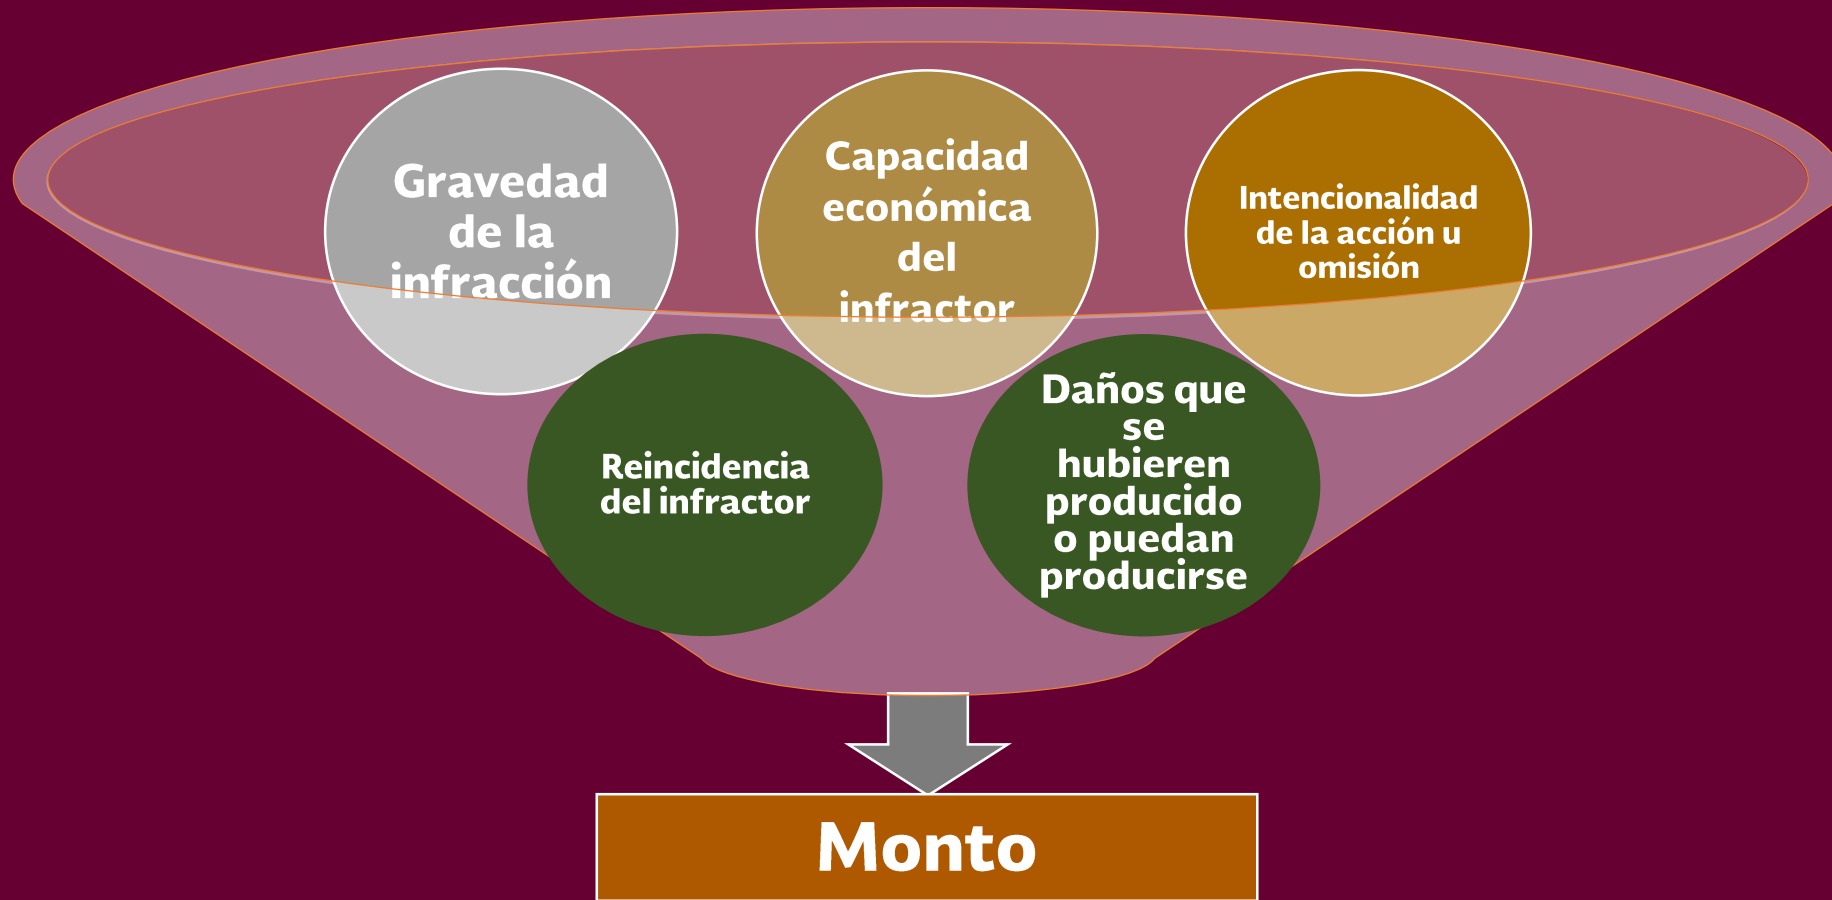 Gravedad
de la
infracción
Capacidad
económica
del
infractor
Intencionalidad
de la acción u
omisión
Reincidencia
del infractor
Daños que
se
hubieren
producido
o puedan
producirse
Monto